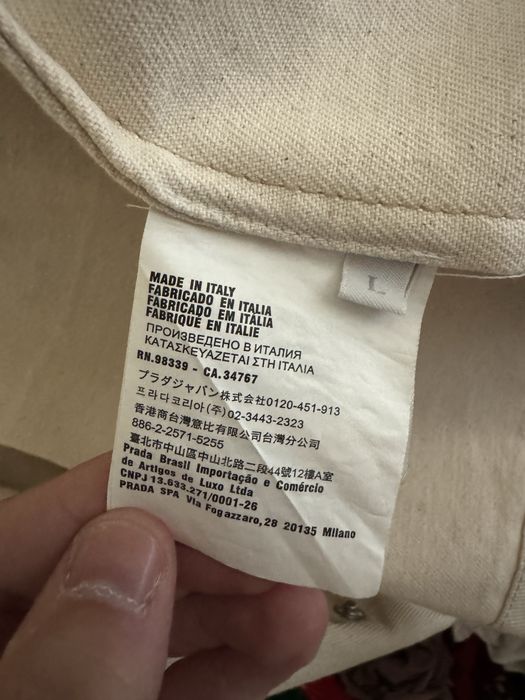 L
MADE IN ITALY
FABRICADO EN ITALIA
FABRICADO EM ITALIA
FABRIQUÉ EN ITALIE
ПРОИЗВЕДЕНО В ИТАЛИЯ
ΚΑΤΑΣΚΕΥΑΖΕΤΑΙ ΣΤΗ ΙΤΑΛΙΑ
RN.98339 - CA.34767
プラダジャパン株式会社0120-451-913
프라다코리아(주)02-3443-2323
香港商台灣意比有限公司台灣分公司
886-2-2571-5255
臺北市中山區中山北路二段44號12樓A室
Prada Brasil Importação e Comércio
de Artigos de Luxo Ltda
CNPJ 13.633.271/0001-26
PRADA SPA Via Fogazzaro,28 20135 Milano